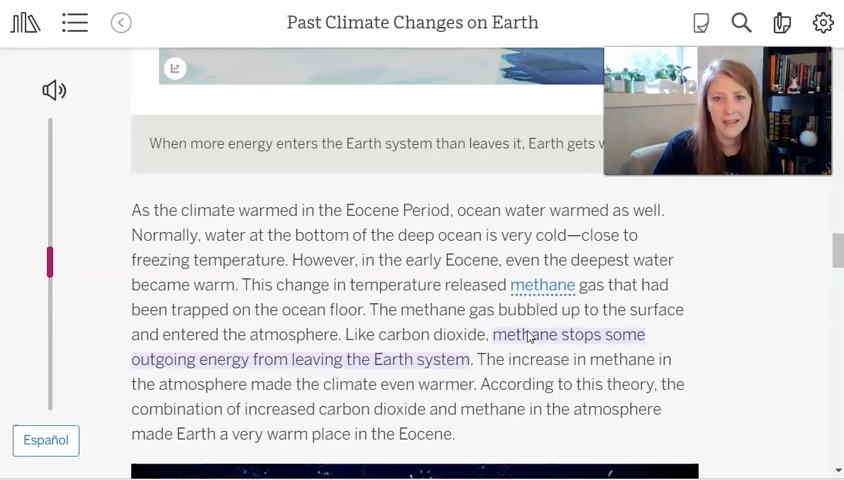 Past Climate Changes on Earth
When more energy enters the Earth system than leaves it, Earth gets
As the climate warmed in the Eocene Period, ocean water warmed as well.
Normally, water at the bottom of the deep ocean is very cold—close to
freezing temperature. However, in the early Eocene, even the deepest water
became warm. This change in temperature released methane gas that had
been trapped on the ocean floor. The methane gas bubbled up to the surface
and entered the atmosphere. Like carbon dioxide, methane stops some
outgoing energy from leaving the Earth system. The increase in methane in
the atmosphere made the climate even warmer. According to this theory, the
combination of increased carbon dioxide and methane in the atmosphere
made Earth a very warm place in the Eocene.
Español